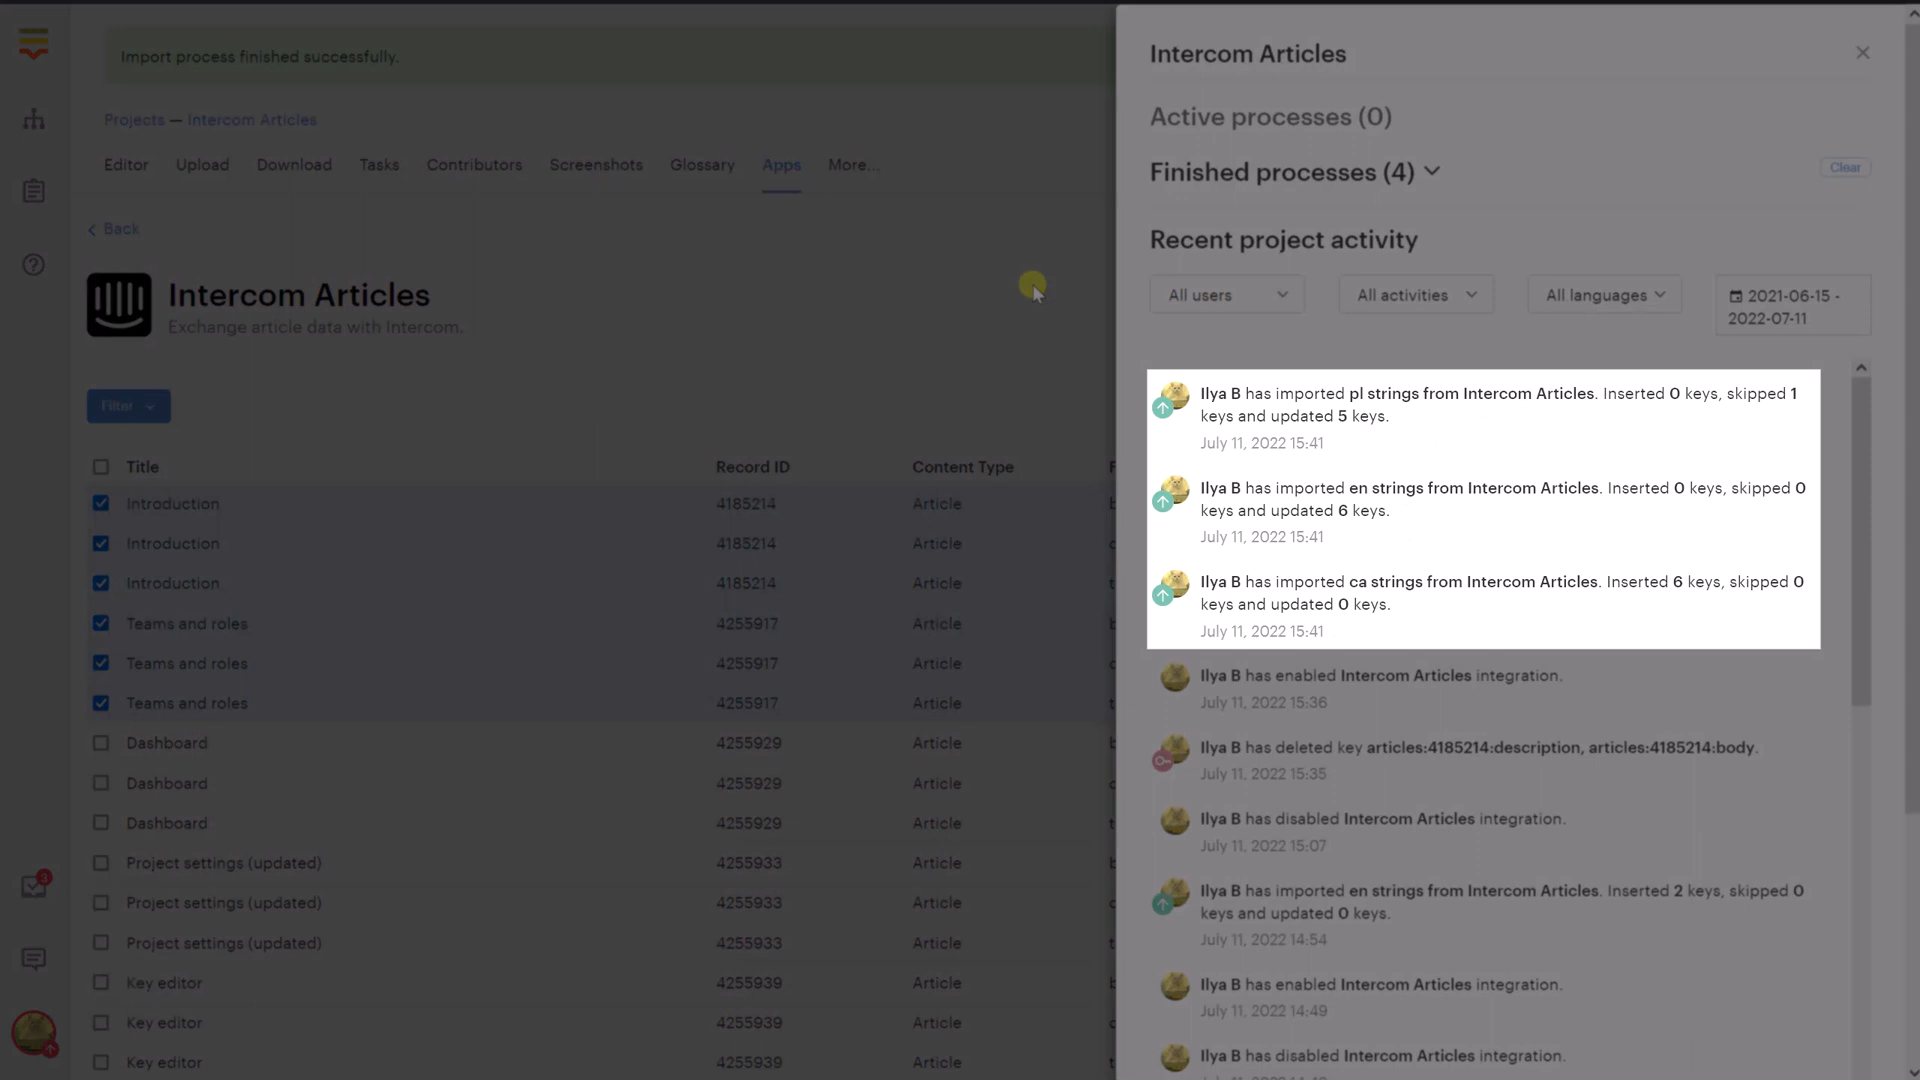 Import process finished successfully.
Projects — Intercom Articles
Editor Upload Download Tasks Contributors Screenshots Glossary Apps More...
Back
Intercom Articles
Exchange article data with Intercom.
Filter
Title Record ID Content Type F
Introduction 4185214 Article
Introduction 4185214 Article
Introduction 4185214 Article
Teams and roles 4255917 Article
Teams and roles 4255917 Article
Teams and roles 4255917 Article
Dashboard 4255929 Article
Dashboard 4255929 Article
Dashboard 4255929 Article
Project settings (updated) 4255933 Article
Project settings (updated) 4255933 Article
Project settings (updated) 4255933 Article
Key editor 4255939 Article
Key editor 4255939 Article
Key editor 4255939 Article
3
Intercom Articles
Active processes (0)
Finished processes (4)
Clear
Recent project activity
All users All activities All languages 2021-06-15 -
2022-07-11
Ilya B has imported pl strings from Intercom Articles. Inserted 0 keys, skipped 1
keys and updated 5 keys.
July 11, 2022 15:41
Ilya B has imported en strings from Intercom Articles. Inserted 0 keys, skipped 0
keys and updated 6 keys.
July 11, 2022 15:41
Ilya B has imported ca strings from Intercom Articles. Inserted 6 keys, skipped 0
keys and updated 0 keys.
July 11, 2022 15:41
Ilya B has enabled Intercom Articles integration.
July 11, 2022 15:36
Ilya B has deleted key articles:4185214:description, articles:4185214:body.
July 11, 2022 15:35
Ilya B has disabled Intercom Articles integration.
July 11, 2022 15:07
Ilya B has imported en strings from Intercom Articles. Inserted 2 keys, skipped 0
keys and updated 0 keys.
July 11, 2022 14:54
Ilya B has enabled Intercom Articles integration.
July 11, 2022 14:49
Ilya B has disabled Intercom Articles integration.